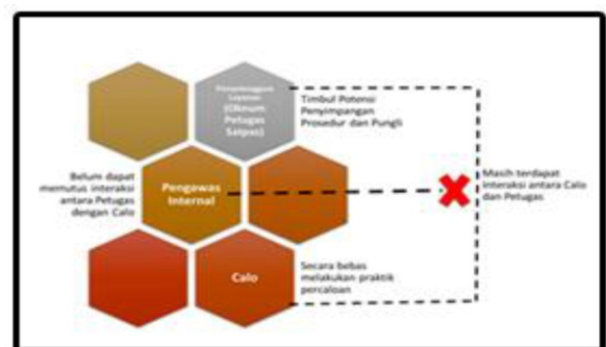 Penyelenggara
Layanan
(Oknum
Petugas
Satpas)
Timbul Potensi
Penyimpangan
Prosedur dan Pungli
Belum dapat
memutus interaksi
antara Petugas
dengan Calo
Pengawas
Internal
Masih terdapat
Interaksi antara Calo
dan Petugas
Calo
Secara bebas
melakukan praktik
percaloan